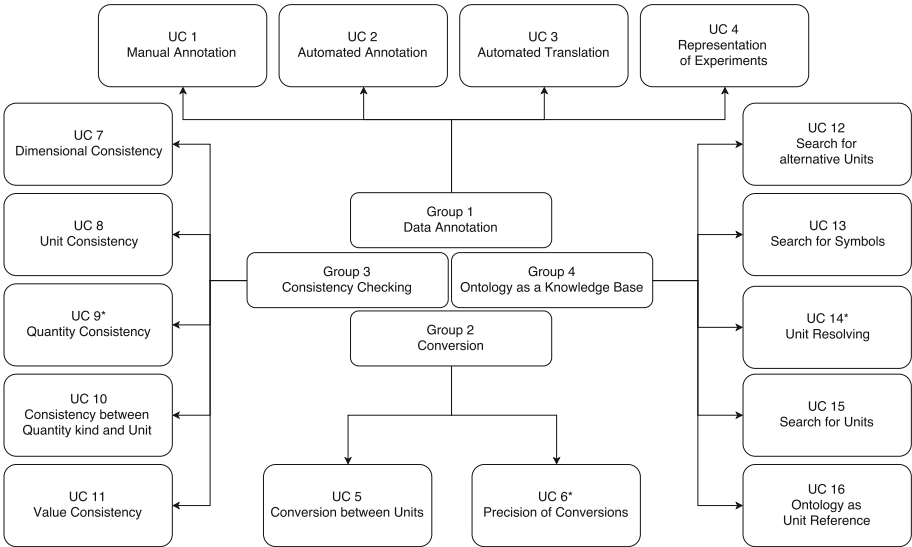 UC 1
Manual Annotation
UC 2
Automated Annotation
UC 3
Automated Translation
UC 4
Representation
of Experiments
UC 7
Dimensional Consistency
UC 8
Unit Consistency
UC 9*
Quantity Consistency
UC 10
Consistency between
Quantity kind and Unit
UC 11
Value Consistency
Group 1
Data Annotation
Group 3
Consistency Checking
Group 4
Ontology as a Knowledge Base
Group 2
Conversion
UC 5
Conversion between Units
UC 6*
Precision of Conversions
UC 12
Search for
alternative Units
UC 13
Search for Symbols
UC 14*
Unit Resolving
UC 15
Search for Units
UC 16
Ontology as
Unit Reference